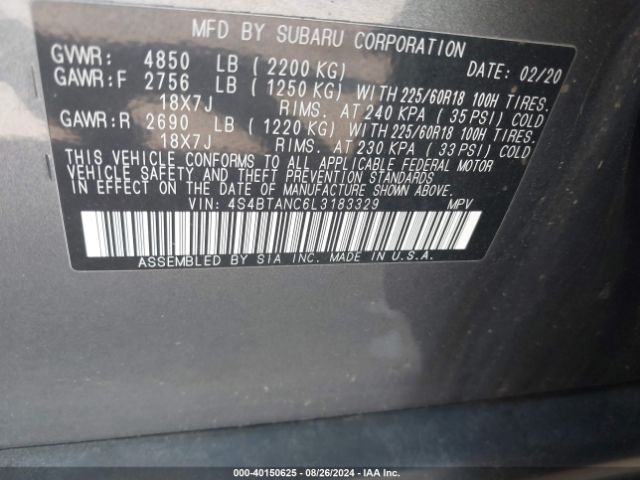 MFD BY SUBARU CORPORATION
GVWR: 4850 LB (2200 KG) DATE: 02/20
GAWR:F 2756 LB (1250 KG) WITH 225/60R18 100H TIRES.
18X7J RIMS. AT 240 KPA (35 PSI) COLD
GAWR:R 2690 LB (1220 KG) WITH 225/60R18 100H TIRES.
18X7J RIMS. AT 230 KPA (33 PSI) COLD
THIS VEHICLE CONFORMS TO ALL APPLICABLE FEDERAL MOTOR
VEHICLE SAFETY AND THEFT PREVENTION STANDARDS
IN EFFECT ON THE DATE OF MANUFACTURE SHOWN ABOVE.
VIN: 4S4BTANC6L3183329 MPV
ASSEMBLED BY SIA INC. MADE IN U.S.A.
000-40150625 - 08/26/2024 - IAA Inc.